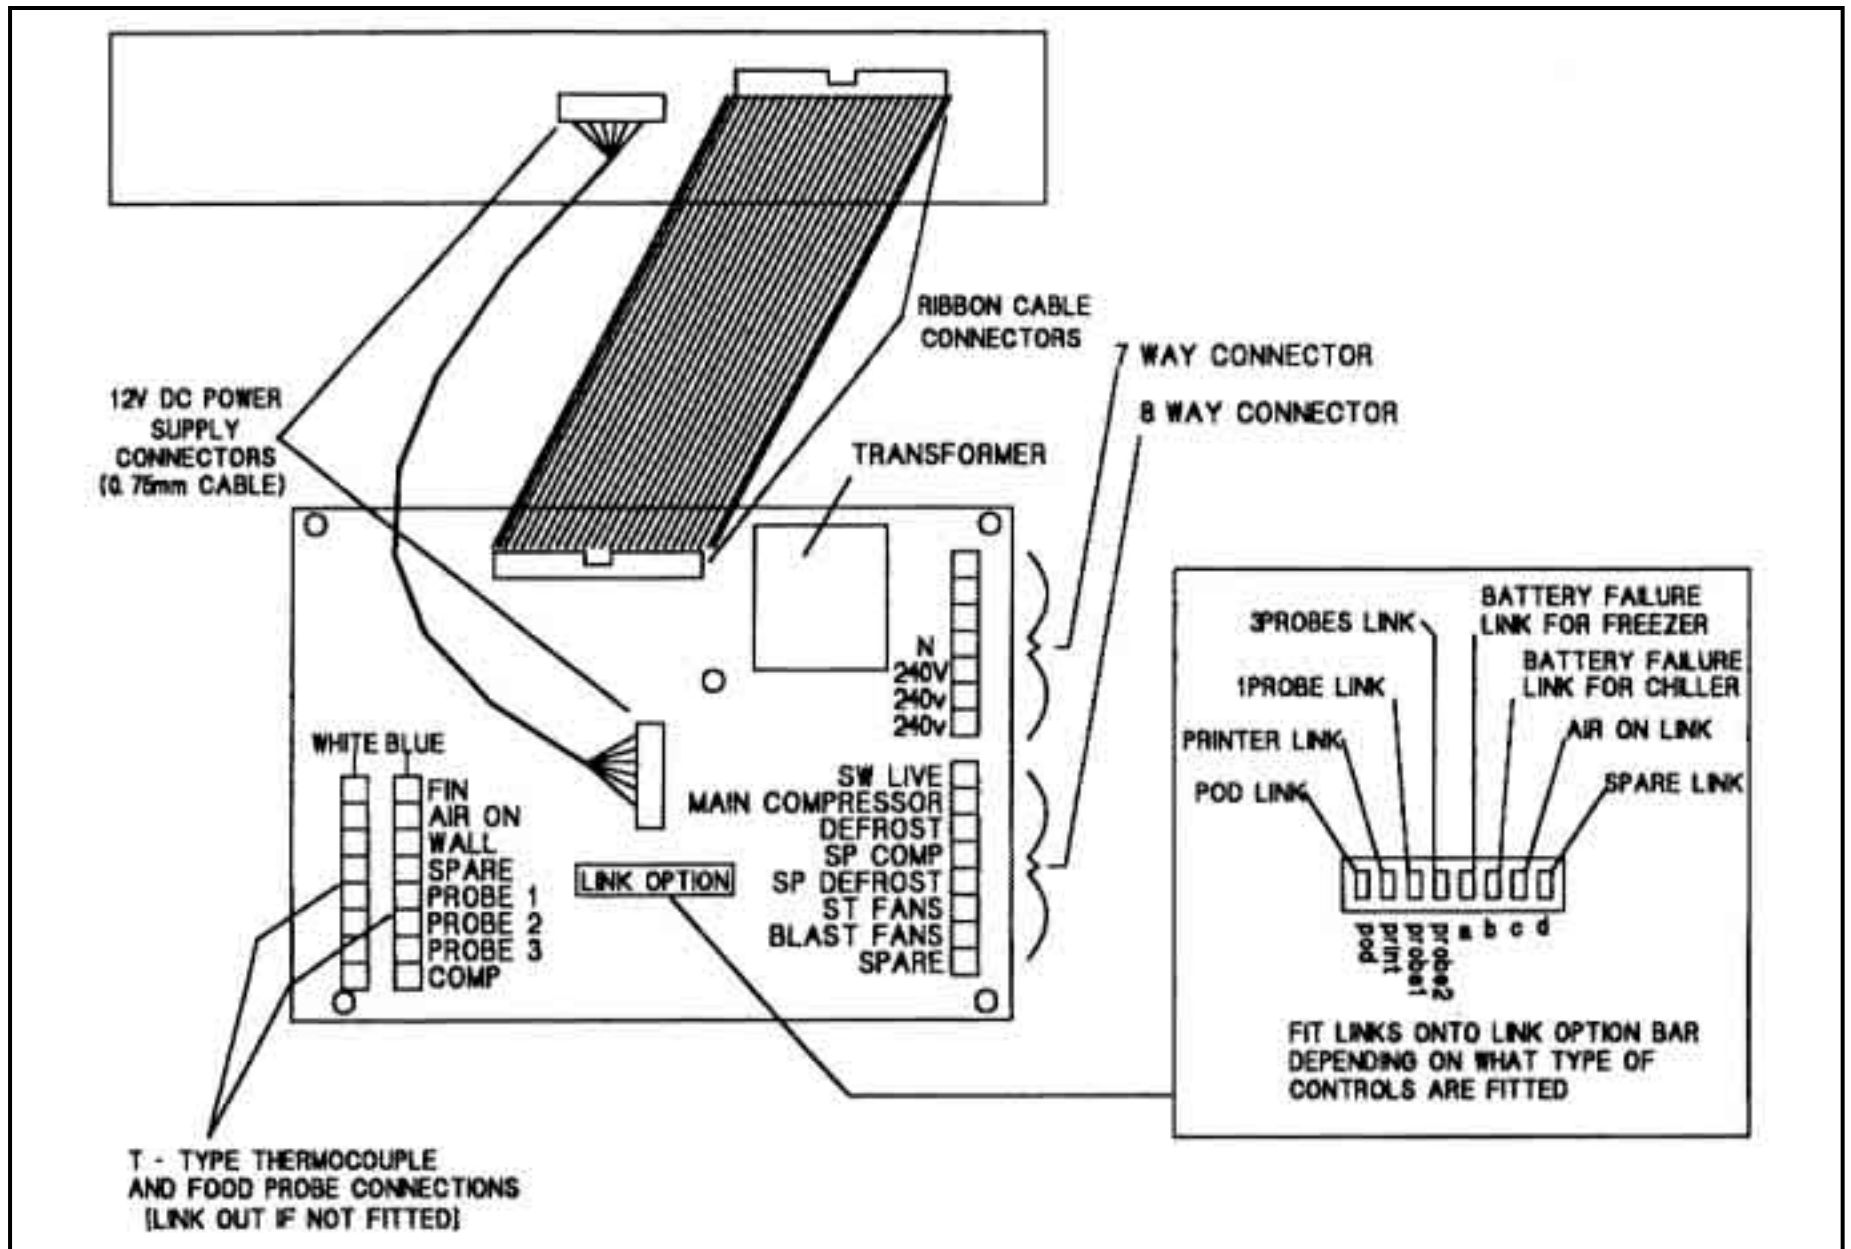 RIBBON CABLE
CONNECTORS
7 WAY CONNECTOR
8 WAY CONNECTOR
12V DC POWER
SUPPLY
CONNECTORS
(0.75mm CABLE)
TRANSFORMER
N
240V
240v
240v
WHITE BLUE
FIN
AIR ON
WALL
SPARE
PROBE 1
PROBE 2
PROBE 3
COMP
LINK OPTION
SW LIVE
MAIN COMPRESSOR
DEFROST
SP COMP
SP DEFROST
ST FANS
BLAST FANS
SPARE
BATTERY FAILURE
LINK FOR FREEZER
3PROBES LINK
BATTERY FAILURE
LINK FOR CHILLER
1PROBE LINK
AIR ON LINK
PRINTER LINK
SPARE LINK
POD LINK
pod
print
probe1
probe2
a
b
c
d
FIT LINKS ONTO LINK OPTION BAR
DEPENDING ON WHAT TYPE OF
CONTROLS ARE FITTED
T - TYPE THERMOCOUPLE
AND FOOD PROBE CONNECTIONS
[LINK OUT IF NOT FITTED]